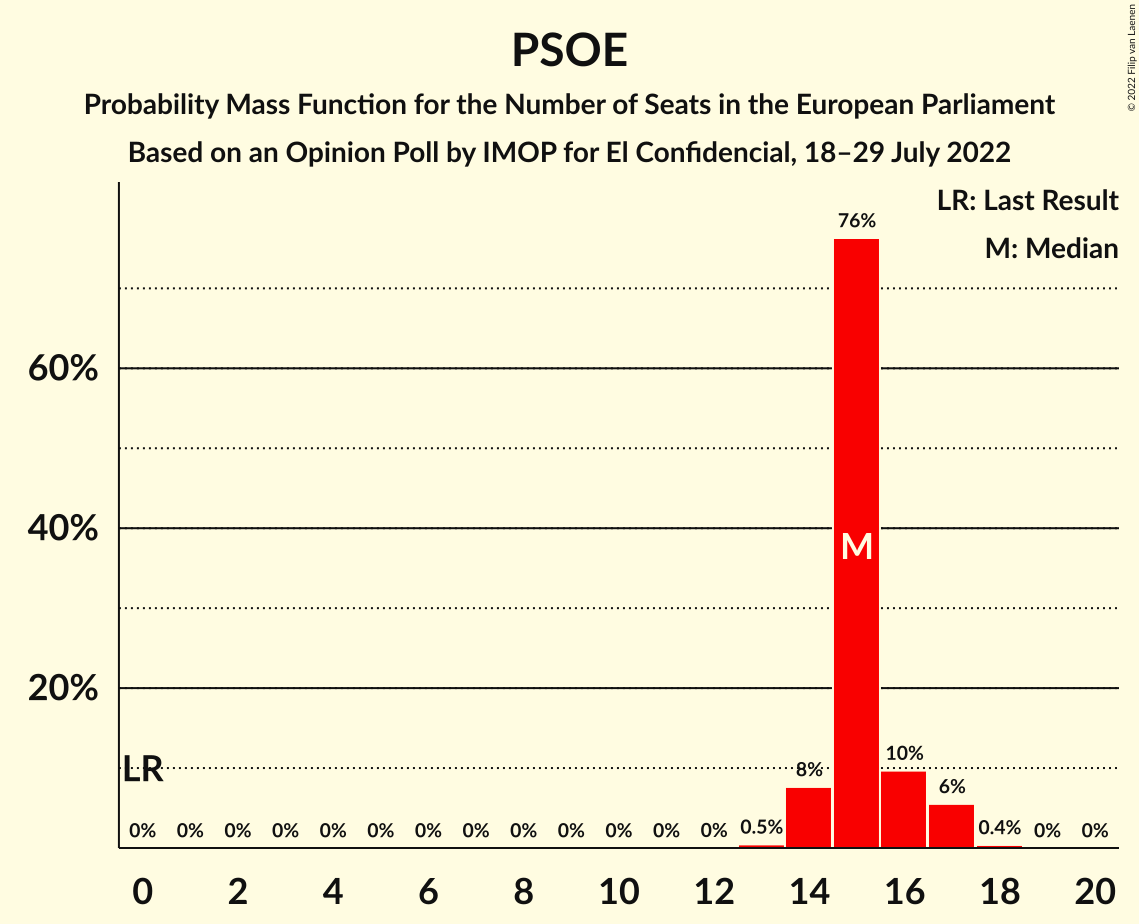 PSOE
Probability Mass Function for the Number of Seats in the European Parliament
Based on an Opinion Poll by IMOP for El Confidencial, 18–29 July 2022
© 2022 Filip van Laenen
LR: Last Result
M: Median
76%
60%
40%
M
20%
LR
10%
8%
6%
0% 0% 0% 0% 0% 0% 0% 0% 0% 0% 0% 0% 0% 0.5% 0.4% 0% 0%
0 2 4 6 8 10 12 14 16 18 20